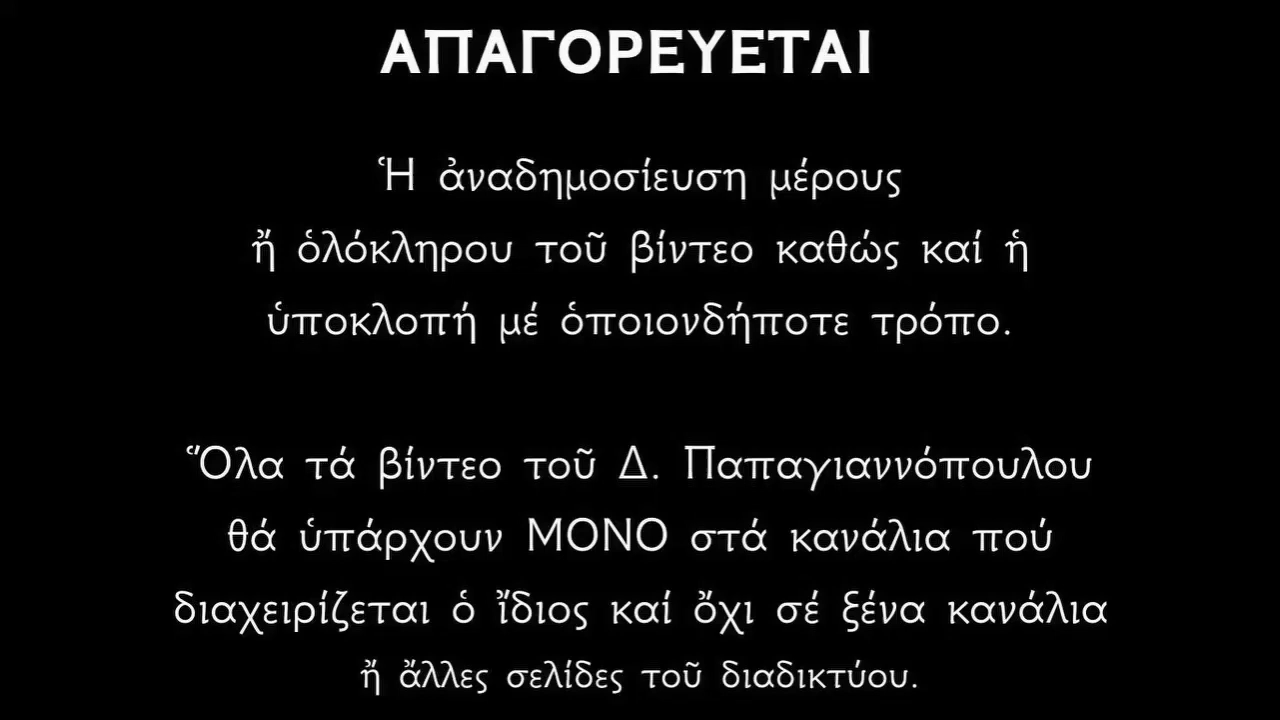 ΑΠΑΓΟΡΕΥΕΤΑΙ
Ἡ ἀναδημοσίευση μέρους
ἤ ὁλόκληρου τοῦ βίντεο καθώς καί ἡ
ὑποκλοπή μέ ὁποιονδήποτε τρόπο.
Ὅλα τά βίντεο τοῦ Δ. Παπαγιαννόπουλου
θά ὑπάρχουν ΜΟΝΟ στά κανάλια πού
διαχειρίζεται ὁ ἴδιος καί ὄχι σέ ξένα κανάλια
ἤ ἄλλες σελίδες τοῦ διαδικτύου.